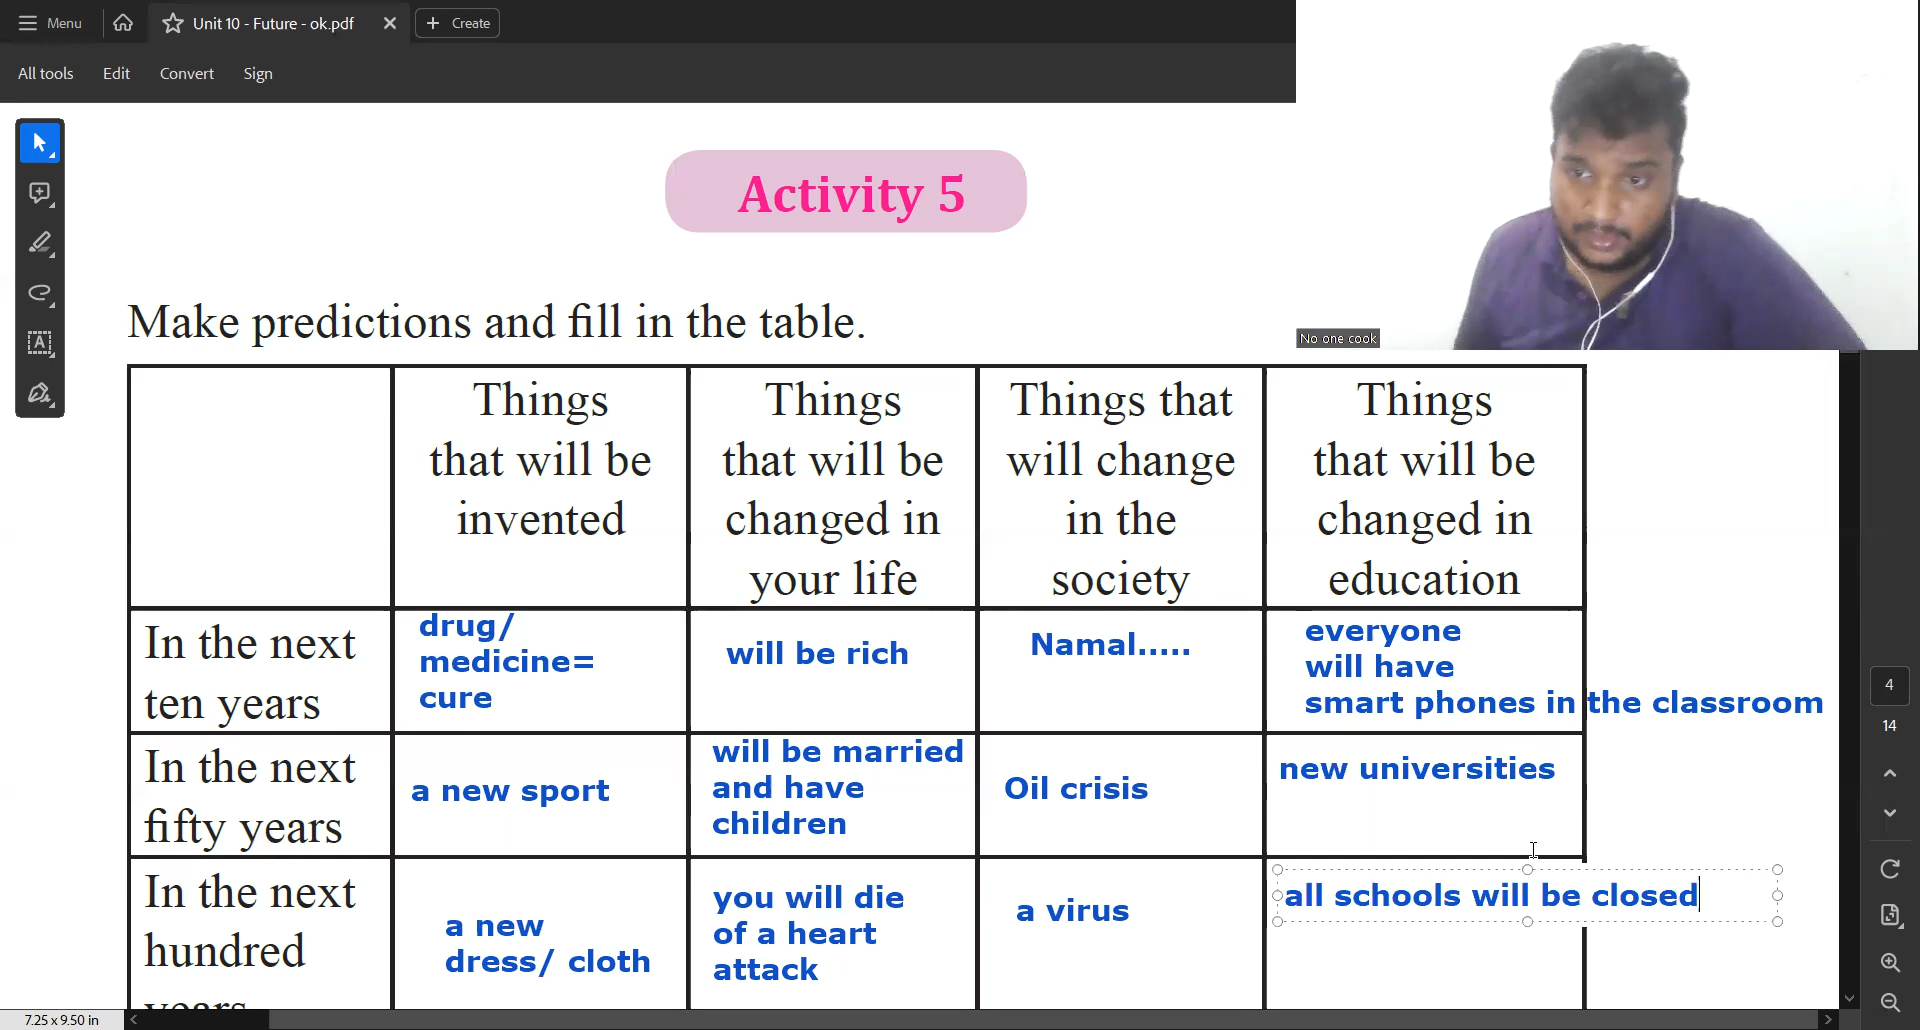 Menu
Unit 10 - Future - ok.pdf
Create
All tools Edit Convert Sign
No one cook
Activity 5
Make predictions and fill in the table.
Things
that will be
invented
Things
that will be
changed in
your life
Things that
will change
in the
society
Things
that will be
changed in
education
In the next
ten years
drug/
medicine=
cure
will be rich
Namal.....
everyone
will have
smart phones in the classroom
In the next
fifty years
a new sport
will be married
and have
children
Oil crisis
new universities
In the next
hundred
years
a new
dress/ cloth
you will die
of a heart
attack
a virus
all schools will be closed
4
14
7.25 x 9.50 in